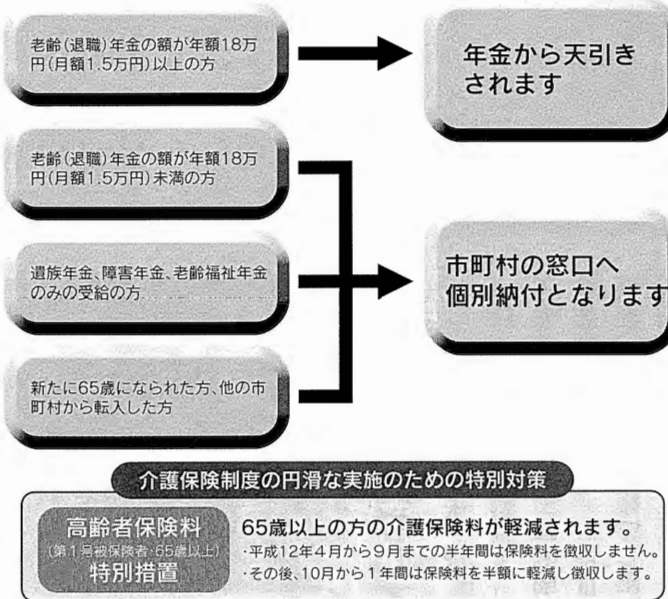 老齢(退職)年金の額が年額18万
円(月額1.5万円)以上の方
年金から天引き
されます
老齢(退職)年金の額が年額18万
円(月額1.5万円)未満の方
遺族年金、障害年金、老齢福祉年金
のみの受給の方
市町村の窓口へ
個別納付となります
新たに65歳になられた方、他の市
町村から転入した方
介護保険制度の円滑な実施のための特別対策
高齢者保険料
(第1号被保険者・65歳以上)
特別措置
65歳以上の方の介護保険料が軽減されます。
・平成12年4月から9月までの半年間は保険料を徴収しません。
・その後、10月から1年間は保険料を半額に軽減し徴収します。